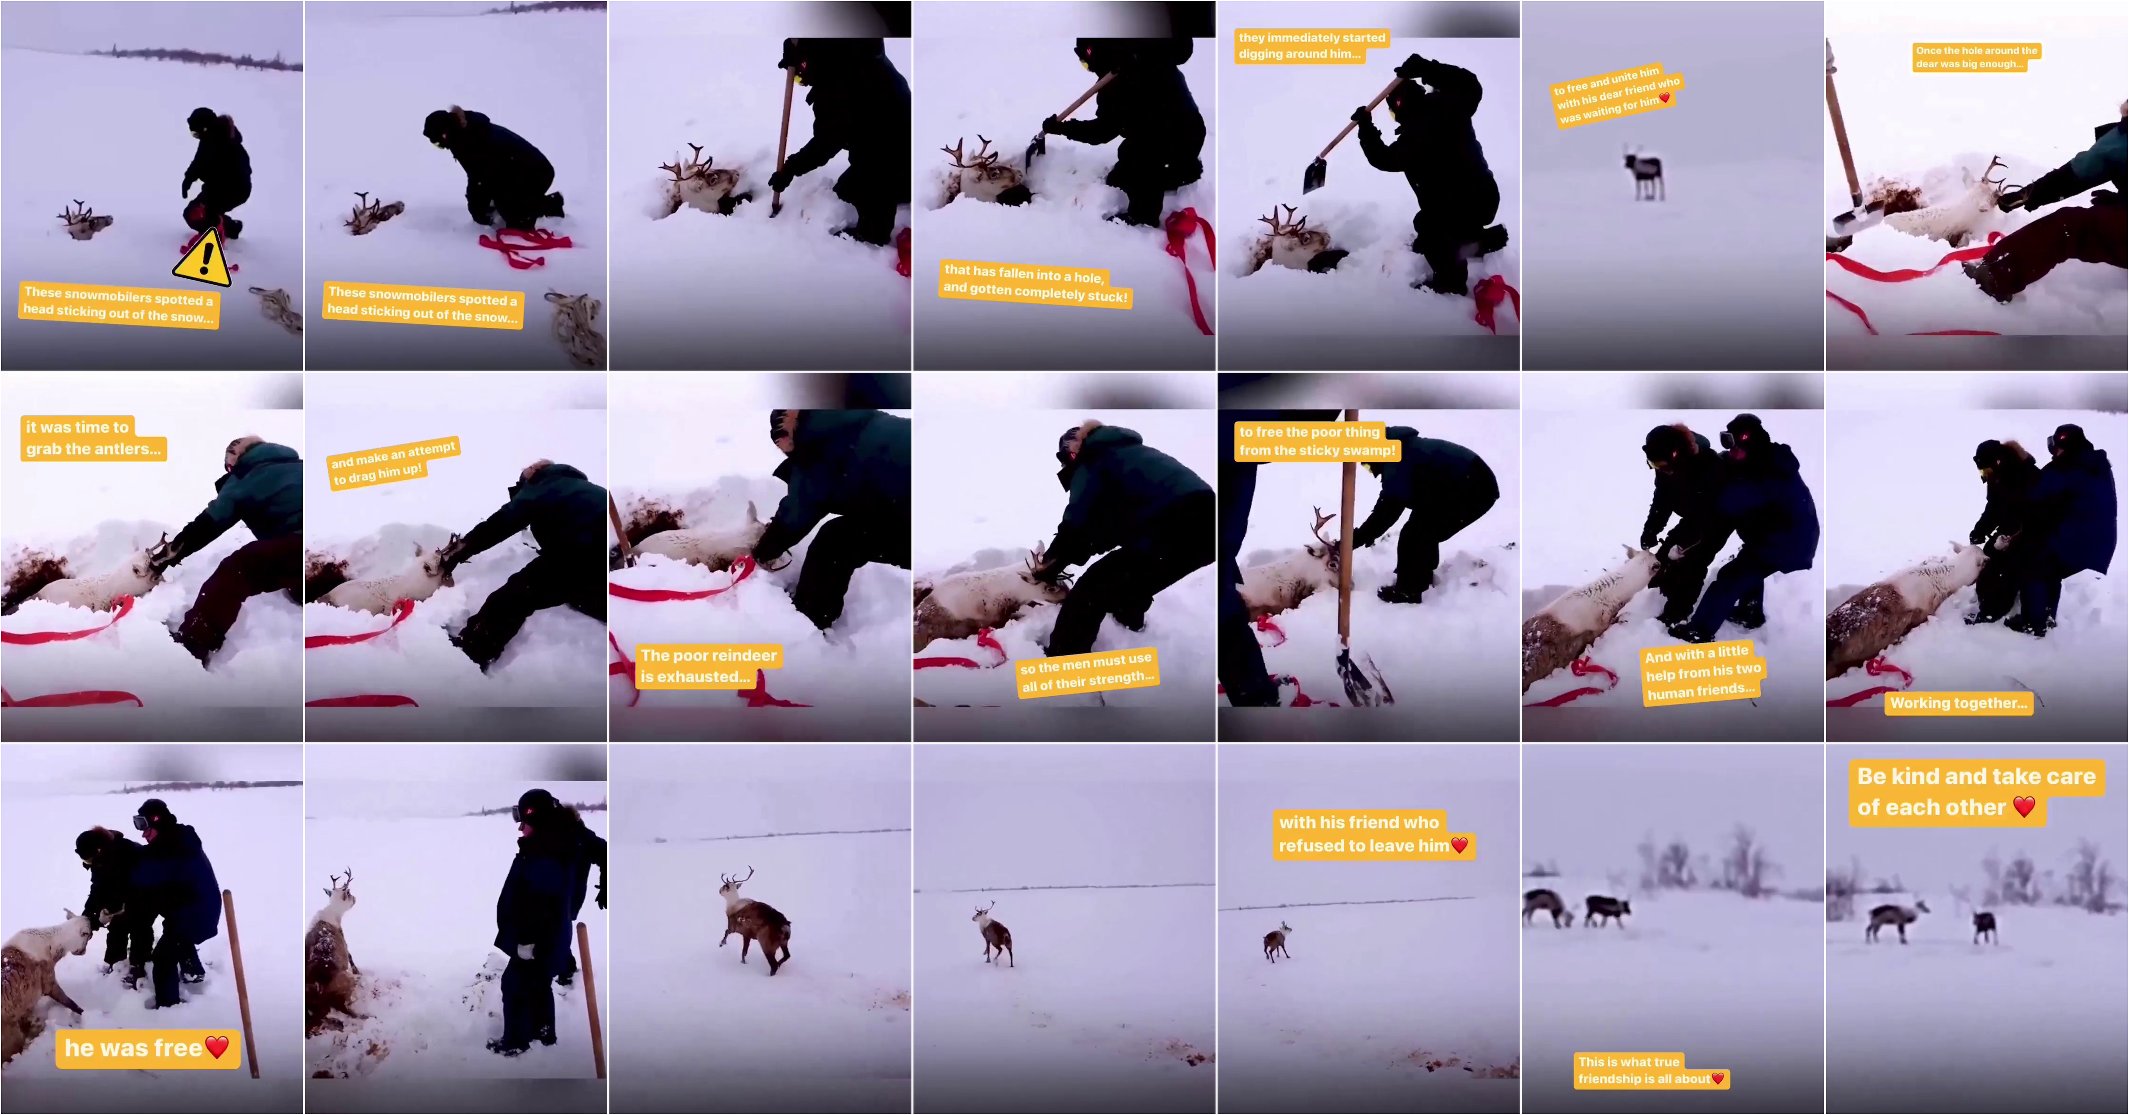 These snowmobilers spotted a
head sticking out of the snow...
These snowmobilers spotted a
head sticking out of the snow...
that has fallen into a hole,
and gotten completely stuck!
they immediately started
digging around him...
to free and unite him
with his dear friend who
was waiting for him❤️
Once the hole around the
dear was big enough...
it was time to
grab the antlers...
and make an attempt
to drag him up!
The poor reindeer
is exhausted...
so the men must use
all of their strength...
to free the poor thing
from the sticky swamp!
And with a little
help from his two
human friends...
Working together...
he was free❤️
with his friend who
refused to leave him❤️
This is what true
friendship is all about❤️
Be kind and take care
of each other ❤️